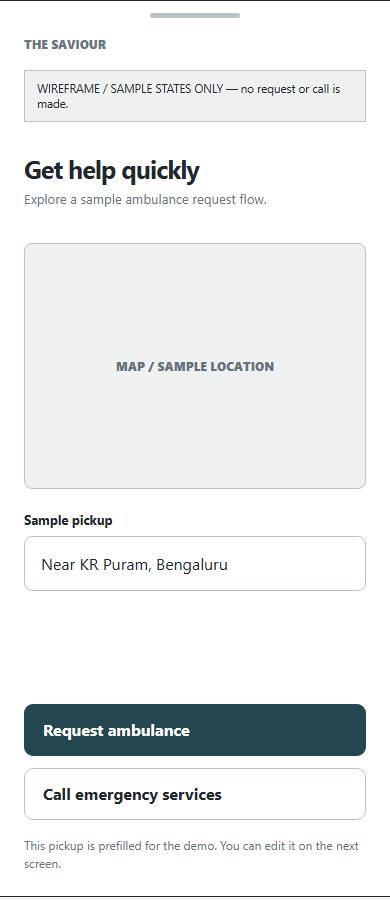 THE SAVIOUR
WIREFRAME / SAMPLE STATES ONLY — no request or call is
made.
Get help quickly
Explore a sample ambulance request flow.
MAP / SAMPLE LOCATION
Sample pickup
Near KR Puram, Bengaluru
Request ambulance
Call emergency services
This pickup is prefilled for the demo. You can edit it on the next
screen.